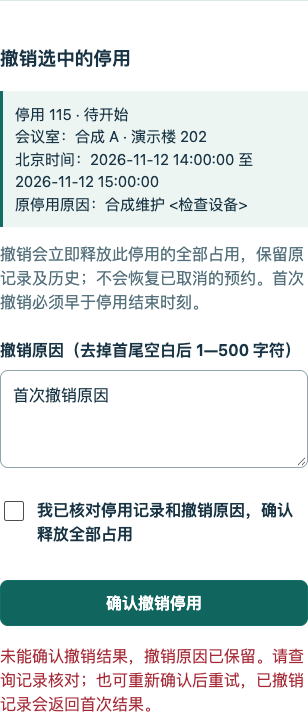 撤销选中的停用
停用 115 · 待开始
会议室：合成 A · 演示楼 202
北京时间：2026-11-12 14:00:00 至
2026-11-12 15:00:00
原停用原因：合成维护 <检查设备>
撤销会立即释放此停用的全部占用，保留原
记录及历史；不会恢复已取消的预约。首次
撤销必须早于停用结束时刻。
撤销原因（去掉首尾空白后 1—500 字符）
首次撤销原因
我已核对停用记录和撤销原因，确认
释放全部占用
确认撤销停用
未能确认撤销结果，撤销原因已保留。请查
询记录核对；也可重新确认后重试，已撤销
记录会返回首次结果。